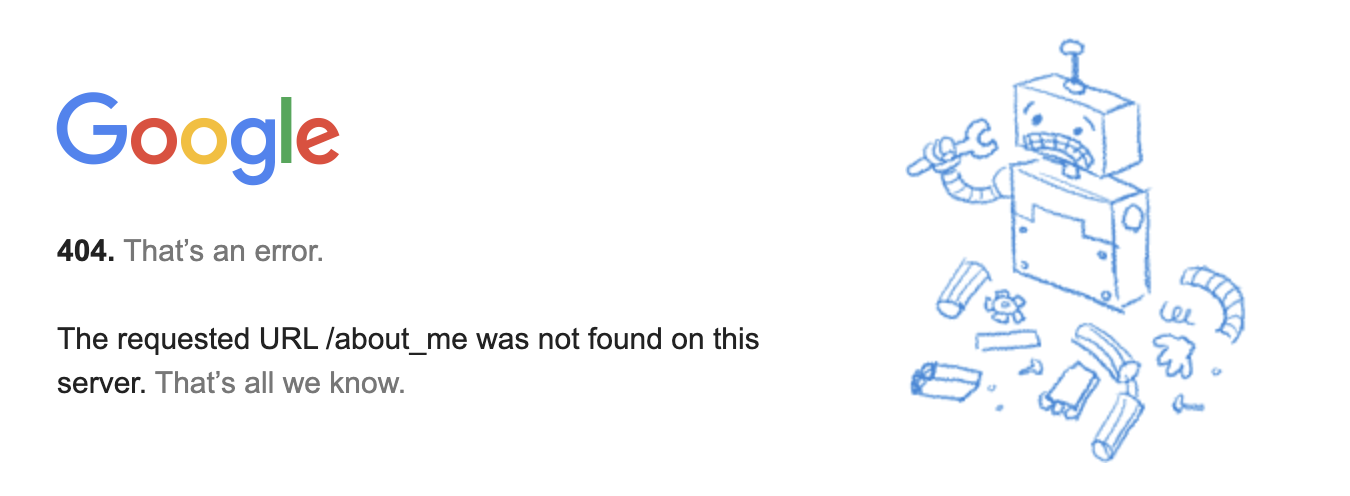 Google
404. That’s an error.
The requested URL /about_me was not found on this
server. That’s all we know.